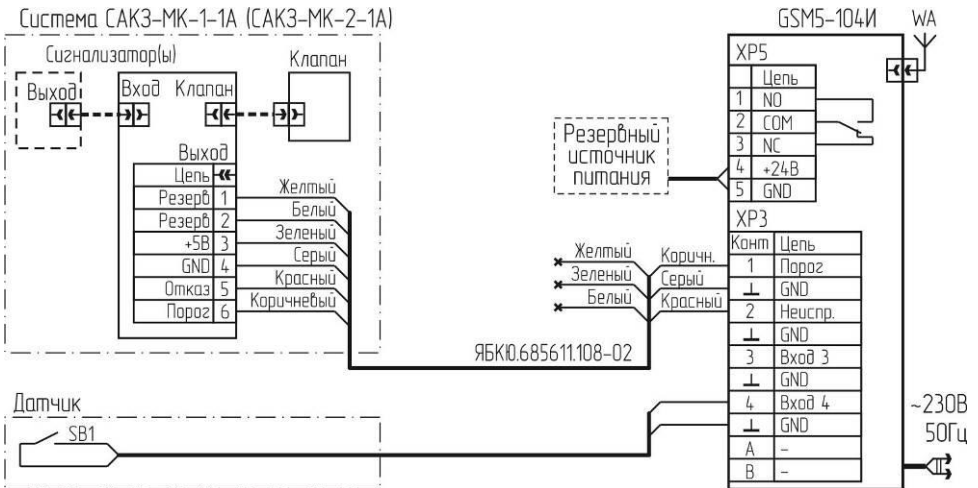 Система САКЗ-МК-1-1А (САКЗ-МК-2-1А)
Сигнализатор(ы)
Клапан
Выход
Вход Клапан
Выход
Цепь
Резерв 1
Резерв 2
+5В 3
GND 4
Отказ 5
Порог 6
Желтый
Белый
Зеленый
Серый
Красный
Коричневый
ЯБКЮ.685611.108-02
Датчик
SB1
Резервный
источник
питания
Желтый
Зеленый
Белый
Коричн.
Серый
Красный
GSM5-104И
WA
XP5
Цепь
1 NO
2 COM
3 NC
4 +24В
5 GND
XP3
Конт Цепь
1 Порог
⊥ GND
2 Неиспр.
⊥ GND
3 Вход 3
⊥ GND
4 Вход 4
⊥ GND
A -
B -
~230В
50Гц